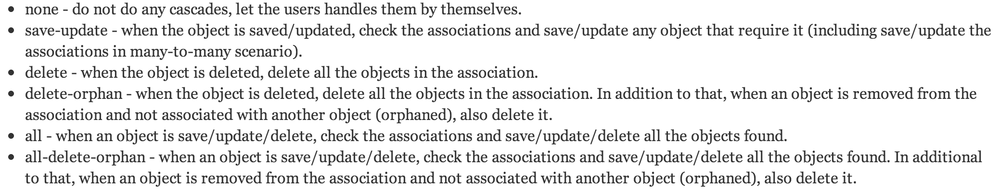 • none - do not do any cascades, let the users handles them by themselves.
• save-update - when the object is saved/updated, check the associations and save/update any object that require it (including save/update the
associations in many-to-many scenario).
• delete - when the object is deleted, delete all the objects in the association.
• delete-orphan - when the object is deleted, delete all the objects in the association. In addition to that, when an object is removed from the
association and not associated with another object (orphaned), also delete it.
• all - when an object is save/update/delete, check the associations and save/update/delete all the objects found.
• all-delete-orphan - when an object is save/update/delete, check the associations and save/update/delete all the objects found. In additional
to that, when an object is removed from the association and not associated with another object (orphaned), also delete it.